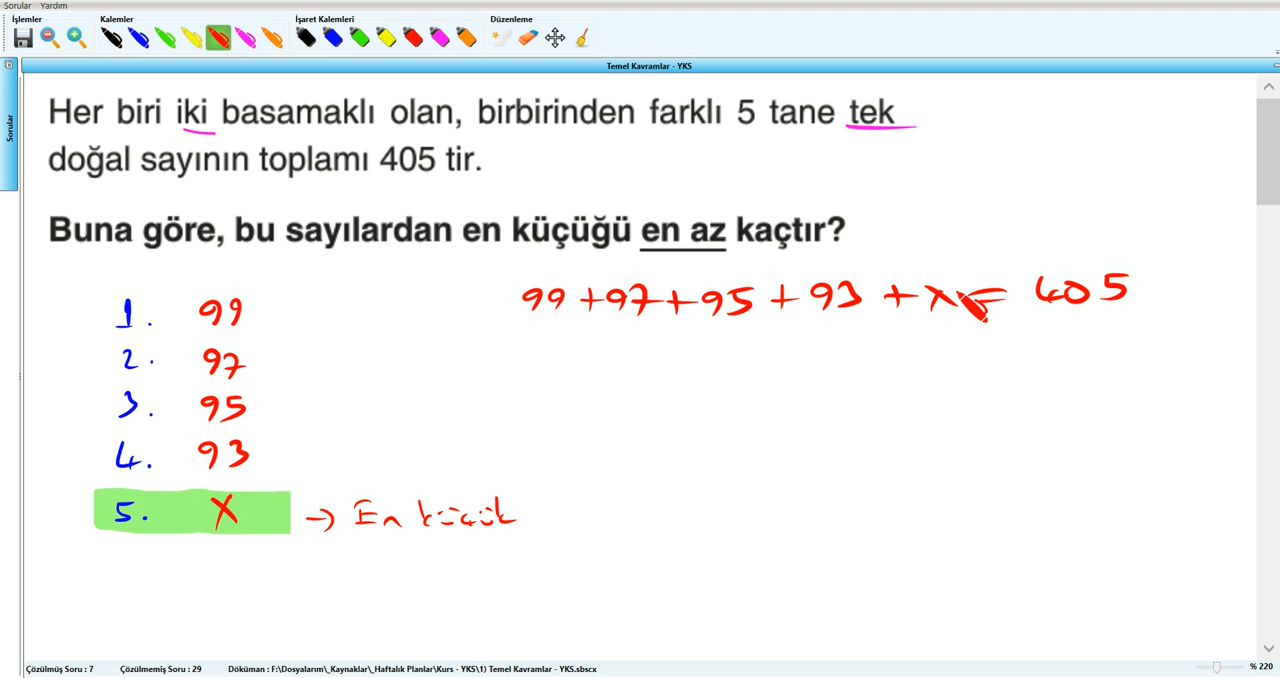 Sorular Yardım
İşlemler Kalemler İşaret Kalemleri Düzenleme
Temel Kavramlar - YKS
Sorular
Her biri iki basamaklı olan, birbirinden farklı 5 tane tek
doğal sayının toplamı 405 tir.
Buna göre, bu sayılardan en küçüğü en az kaçtır?
99+97+95+93+x=405
1. 99
2. 97
3. 95
4. 93
5. X → En küçük
Çözülmüş Soru : 7 Çözülmemiş Soru : 29 Döküman : F:\Dosyalarım\_Kaynaklar\_Haftalık Planlar\Kurs - YKS\1) Temel Kavramlar - YKS.sbscx % 220